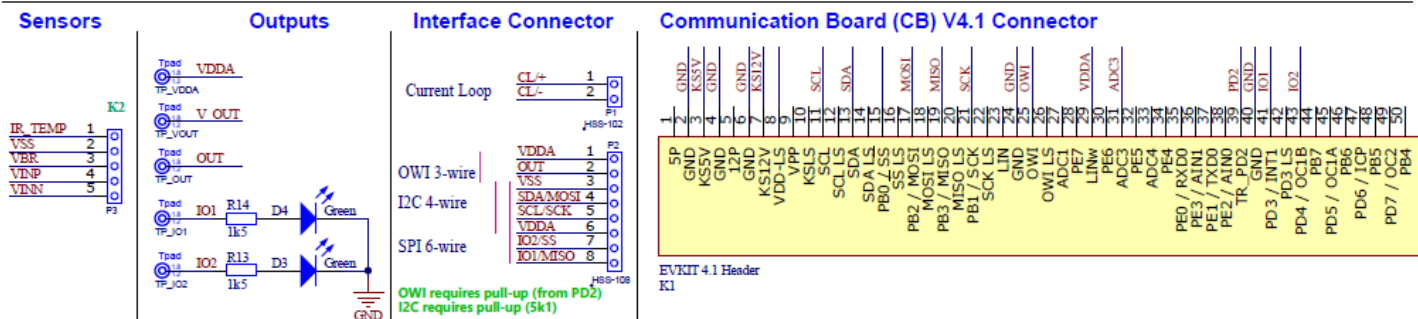 Sensors
K2
IR_TEMP 1
VSS 2
VBR 3
VINP 4
VINN 5
P3
Outputs
Tpad
VDDA
TP_VDDA
Tpad
V_OUT
TP_VOUT
Tpad
OUT
TP_OUT
Tpad
IO1 R14 D4 Green
TP_IO1
1k5
Tpad
IO2 R13 D3 Green
TP_IO2
1k5
GND
Interface Connector
Current Loop
CL/+ 1
CL/- 2
P1
HSS-102
P2
VDDA 1
OUT 2
VSS 3
SDA/MOSI 4
SCL/SCK 5
VDDA 6
IO2/SS 7
IO1/MISO 8
HSS-108
OWI 3-wire
I2C 4-wire
SPI 6-wire
OWI requires pull-up (from PD2)
I2C requires pull-up (5k1)
Communication Board (CB) V4.1 Connector
GND
KS5V
GND
GND
KS12V
SCL
SDA
MOSI
MISO
SCK
GND
OWI
VDDA
ADC3
PD2
GND
IO1
IO2
1
2
3
4
5
6
7
8
9
10
11
12
13
14
15
16
17
18
19
20
21
22
23
24
25
26
27
28
29
30
31
32
33
34
35
36
37
38
39
40
41
42
43
44
45
46
47
48
49
50
5P
GND
KS5V
GND
12P
GND
KS12V
VDD-LS
VPP
KSLS
SCL
SCL LS
SDA
SDA LS
PB0 / SS
SS LS
PB2 / MOSI
MOSI LS
PB3 / MISO
MISO LS
PB1 / SCK
SCK LS
LIN
GND
OWI
OWI LS
ADC1
PE7
LINw
PE6
ADC3
PE5
ADC4
PE4
PE0 / RXD0
PE3 / AIN1
PE1 / TXD0
PE2 / AIN0
TR_PD2
GND
PD3 / INT1
PD3 LS
PD4 / OC1B
PB7
PD5 / OC1A
PB6
PD6 / ICP
PB5
PD7 / OC2
PB4
EVKIT 4.1 Header
K1